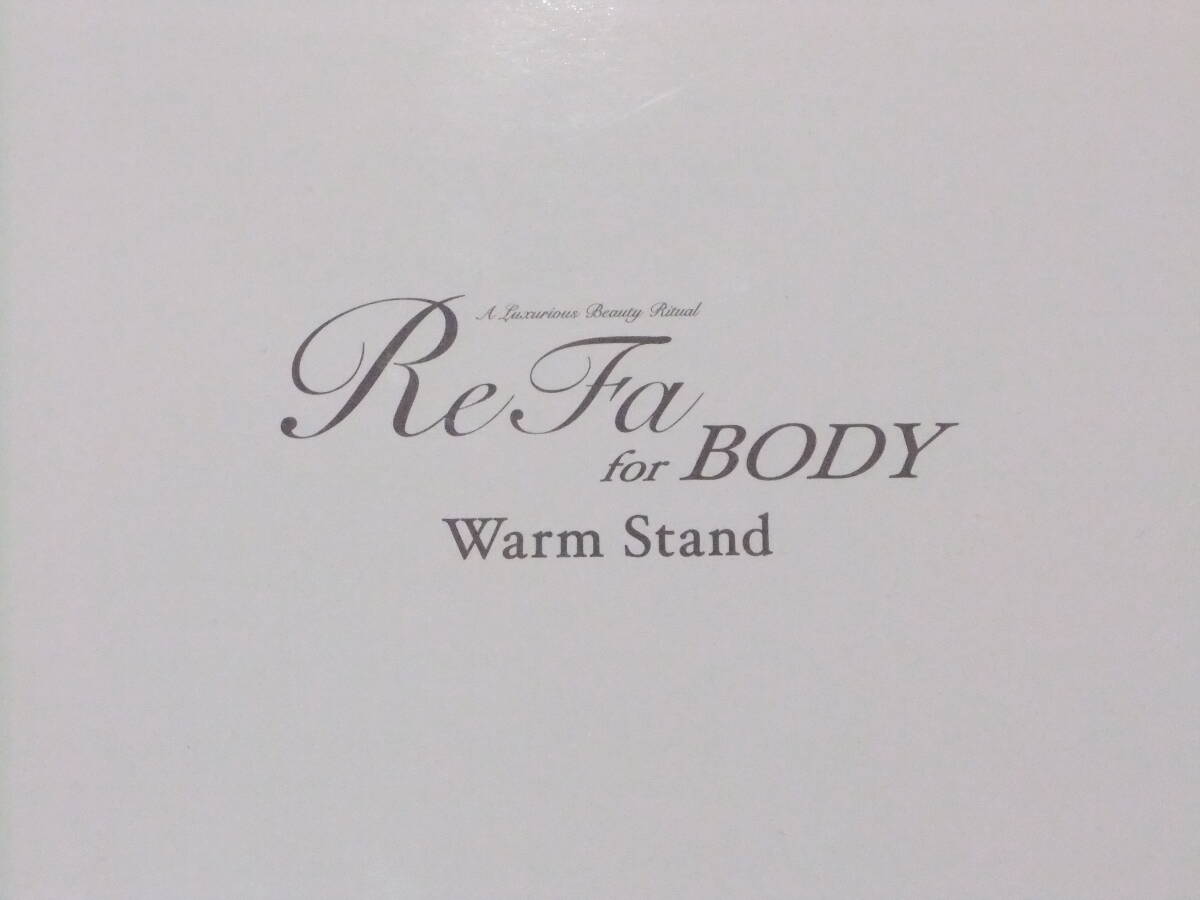 A Luxurious Beauty Ritual
ReFa
for BODY
Warm Stand